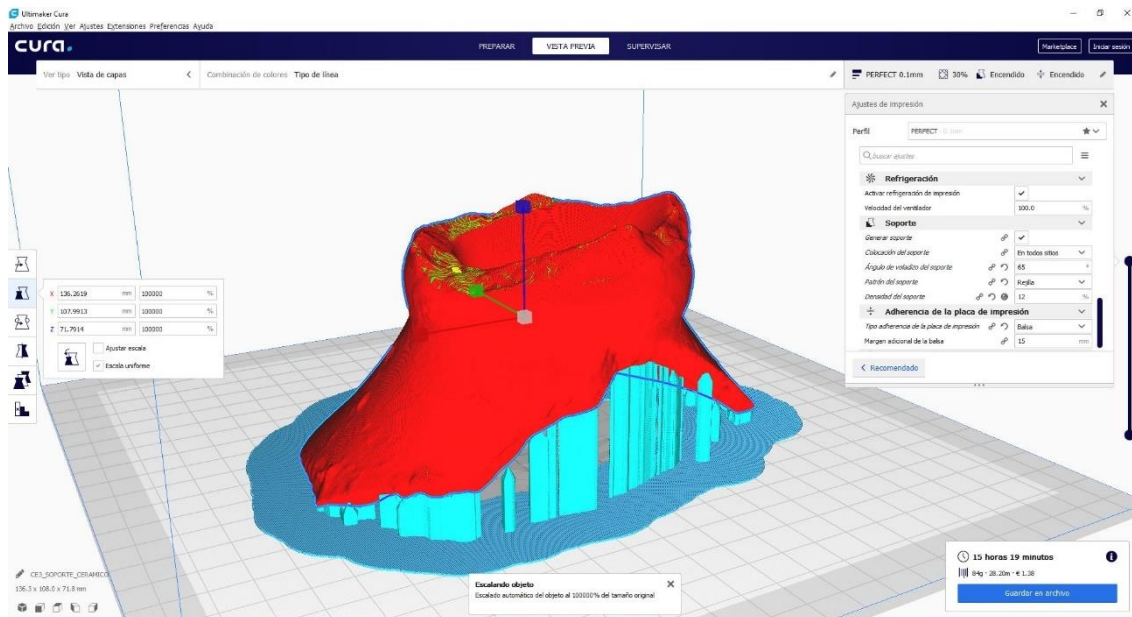 Ultimaker Cura
Archivo Edición Ver Ajustes Extensiones Preferencias Ayuda
cura.
PREPARAR VISTA PREVIA SUPERVISAR
Marketplace Iniciar sesión
Ver tipo Vista de capas
Combinación de colores Tipo de línea
PERFECT 0.1mm 30% Encendido Encendido
Ajustes de impresión
Perfil PERFECT - 0.1mm
buscar ajustes
Refrigeración
Activar refrigeración de impresión
Velocidad del ventilador 100.0 %
Soporte
Generar soporte
Colocación del soporte En todos sitios
Ángulo de voladizo del soporte 65 °
Patrón del soporte Rejilla
Densidad del soporte 12 %
Adherencia de la placa de impresión
Tipo adherencia de la placa de impresión Balsa
Margen adicional de la balsa 15 mm
Recomendado
X 136.2619 mm 100000 %
Y 107.9913 mm 100000 %
Z 71.7914 mm 100000 %
Ajustar escala
Escala uniforme
CE3_SOPORTE_CERAMICO
136.3 x 108.0 x 71.8 mm
Escalando objeto
Escalado automático del objeto al 100000% del tamaño original
15 horas 19 minutos
84g · 28.20m · € 1.38
Guardar en archivo